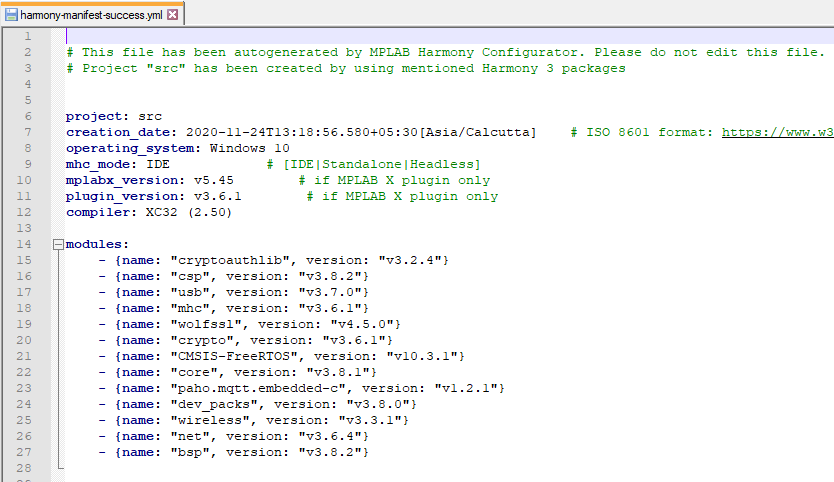 harmony-manifest-success.yml
1
2 # This file has been autogenerated by MPLAB Harmony Configurator. Please do not edit this file.
3 # Project "src" has been created by using mentioned Harmony 3 packages
4
5
6 project: src
7 creation_date: 2020-11-24T13:18:56.580+05:30[Asia/Calcutta] # ISO 8601 format: https://www.w3
8 operating_system: Windows 10
9 mhc_mode: IDE # [IDE|Standalone|Headless]
10 mplabx_version: v5.45 # if MPLAB X plugin only
11 plugin_version: v3.6.1 # if MPLAB X plugin only
12 compiler: XC32 (2.50)
13
14 modules:
15 - {name: "cryptoauthlib", version: "v3.2.4"}
16 - {name: "csp", version: "v3.8.2"}
17 - {name: "usb", version: "v3.7.0"}
18 - {name: "mhc", version: "v3.6.1"}
19 - {name: "wolfssl", version: "v4.5.0"}
20 - {name: "crypto", version: "v3.6.1"}
21 - {name: "CMSIS-FreeRTOS", version: "v10.3.1"}
22 - {name: "core", version: "v3.8.1"}
23 - {name: "paho.mqtt.embedded-c", version: "v1.2.1"}
24 - {name: "dev_packs", version: "v3.8.0"}
25 - {name: "wireless", version: "v3.3.1"}
26 - {name: "net", version: "v3.6.4"}
27 - {name: "bsp", version: "v3.8.2"}
28